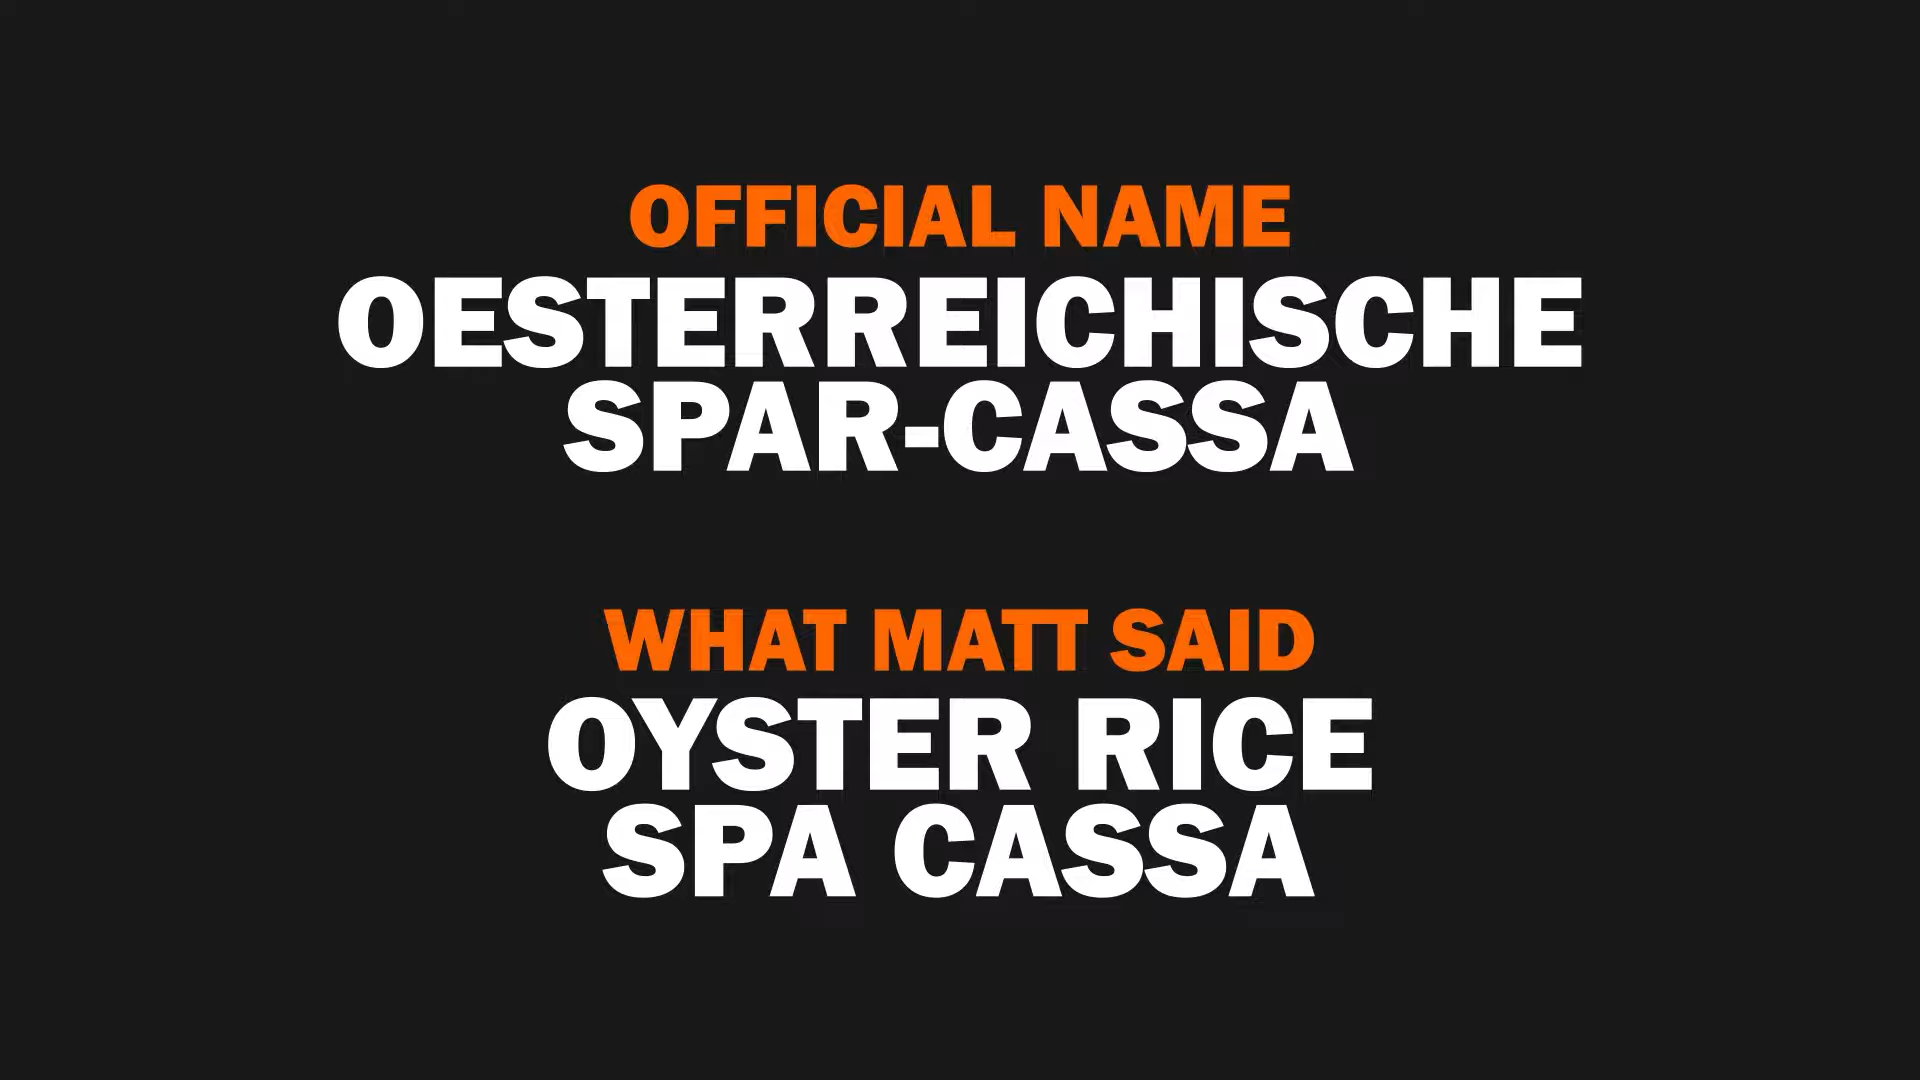 OFFICIAL NAME
OESTERREICHISCHE
SPAR-CASSA
WHAT MATT SAID
OYSTER RICE
SPA CASSA